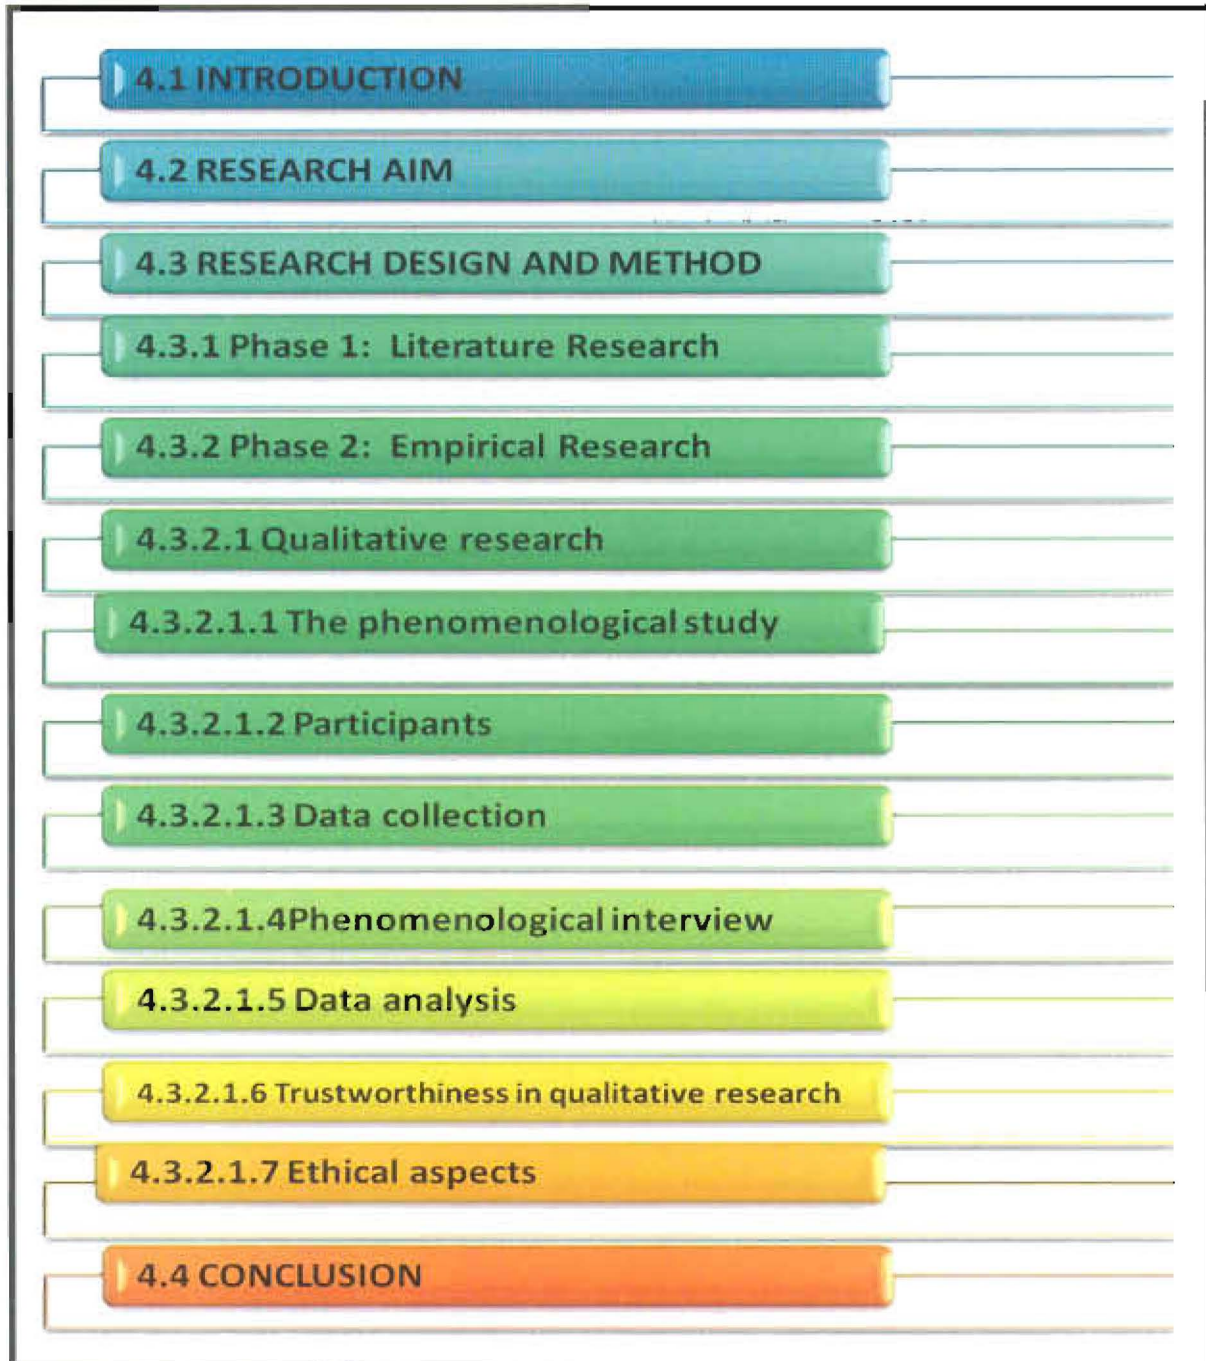 4.1 INTRODUCTION
4.2 RESEARCH AIM
4.3 RESEARCH DESIGN AND METHOD
4.3.1 Phase 1:  Literature Research
4.3.2 Phase 2:  Empirical Research
4.3.2.1 Qualitative research
4.3.2.1.1 The phenomenological study
4.3.2.1.2 Participants
4.3.2.1.3 Data collection
4.3.2.1.4Phenomenological interview
4.3.2.1.5 Data analysis
4.3.2.1.6 Trustworthiness in qualitative research
4.3.2.1.7 Ethical aspects
4.4 CONCLUSION